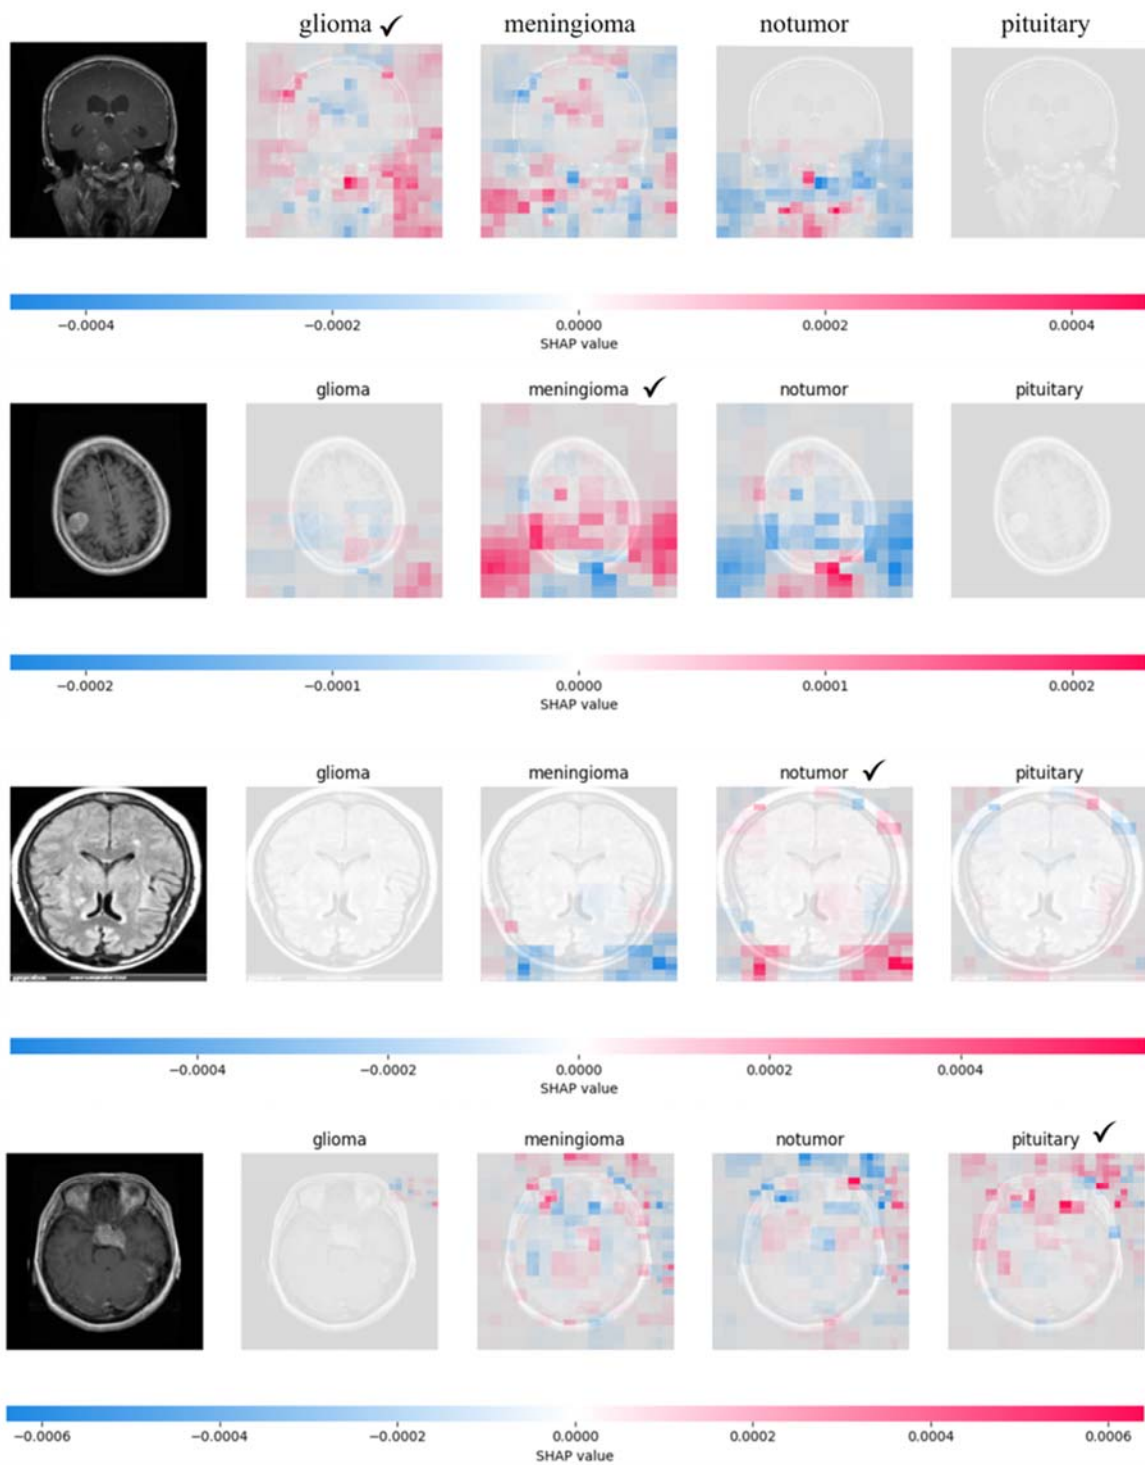 glioma ✓ meningioma notumor pituitary
−0.0004 −0.0002 0.0000 0.0002 0.0004
SHAP value
glioma meningioma ✓ notumor pituitary
−0.0002 −0.0001 0.0000 0.0001 0.0002
SHAP value
glioma meningioma notumor ✓ pituitary
−0.0004 −0.0002 0.0000 0.0002 0.0004
SHAP value
glioma meningioma notumor pituitary ✓
−0.0006 −0.0004 −0.0002 0.0000 0.0002 0.0004 0.0006
SHAP value